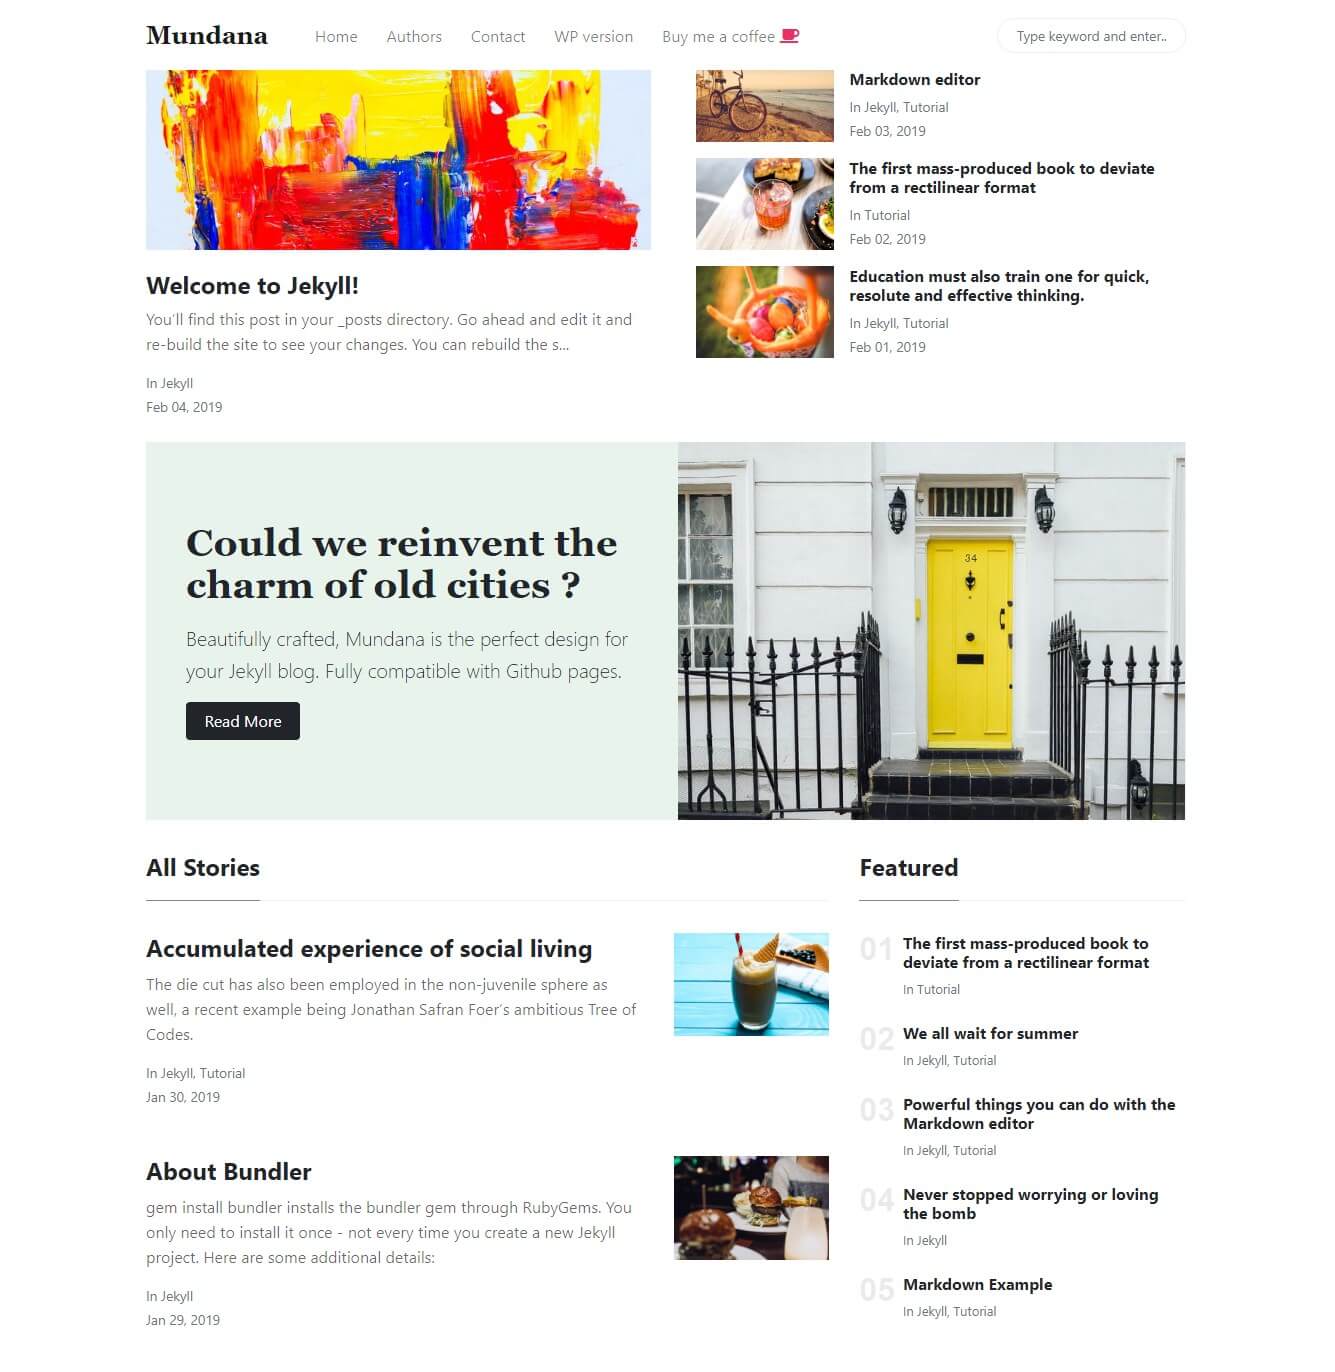 Mundana
Home Authors Contact WP version Buy me a coffee
Type keyword and enter..
Welcome to Jekyll!
You'll find this post in your _posts directory. Go ahead and edit it and
re-build the site to see your changes. You can rebuild the s...
In Jekyll
Feb 04, 2019
Markdown editor
In Jekyll, Tutorial
Feb 03, 2019
The first mass-produced book to deviate
from a rectilinear format
In Tutorial
Feb 02, 2019
Education must also train one for quick,
resolute and effective thinking.
In Jekyll, Tutorial
Feb 01, 2019
Could we reinvent the
charm of old cities ?
Beautifully crafted, Mundana is the perfect design for
your Jekyll blog. Fully compatible with Github pages.
Read More
34
All Stories
Accumulated experience of social living
The die cut has also been employed in the non-juvenile sphere as
well, a recent example being Jonathan Safran Foer's ambitious Tree of
Codes.
In Jekyll, Tutorial
Jan 30, 2019
About Bundler
gem install bundler installs the bundler gem through RubyGems. You
only need to install it once - not every time you create a new Jekyll
project. Here are some additional details:
In Jekyll
Jan 29, 2019
Featured
01
The first mass-produced book to
deviate from a rectilinear format
In Tutorial
02
We all wait for summer
In Jekyll, Tutorial
03
Powerful things you can do with the
Markdown editor
In Jekyll, Tutorial
04
Never stopped worrying or loving
the bomb
In Jekyll
05
Markdown Example
In Jekyll, Tutorial